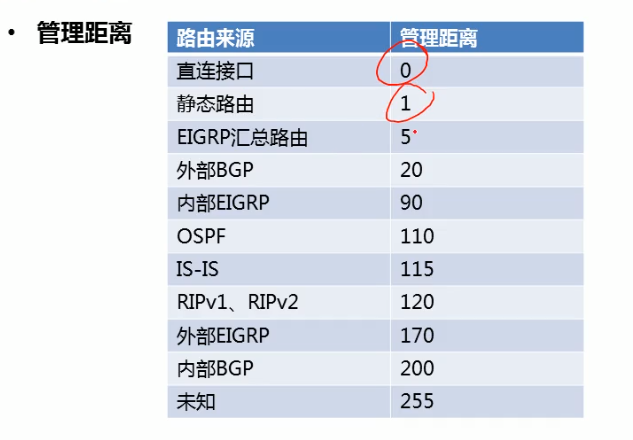 • 管理距离
路由来源 管理距离
直连接口 0
静态路由 1
EIGRP汇总路由 5
外部BGP 20
内部EIGRP 90
OSPF 110
IS-IS 115
RIPv1、RIPv2 120
外部EIGRP 170
内部BGP 200
未知 255